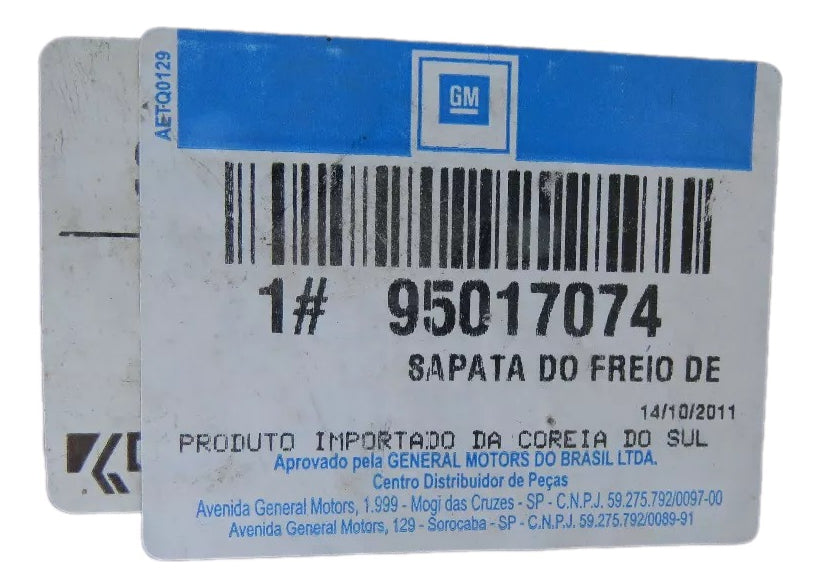 AETQ0129
GM
1# 95017074
SAPATA DO FREIO DE
14/10/2011
PRODUTO IMPORTADO DA COREIA DO SUL
Aprovado pela GENERAL MOTORS DO BRASIL LTDA.
Centro Distribuidor de Peças
Avenida General Motors, 1.999 - Mogi das Cruzes - SP - C.N.P.J. 59.275.792/0097-00
Avenida General Motors, 129 - Sorocaba - SP - C.N.P.J. 59.275.792/0089-91